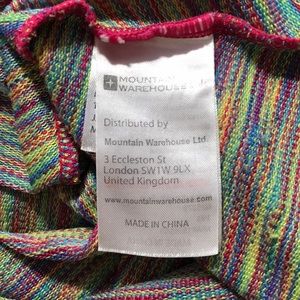 MOUNTAIN
WAREHOUSE
Distributed by
Mountain Warehouse Ltd.
3 Eccleston St
London SW1W 9LX
United Kingdom
www.mountainwarehouse.com
MADE IN CHINA